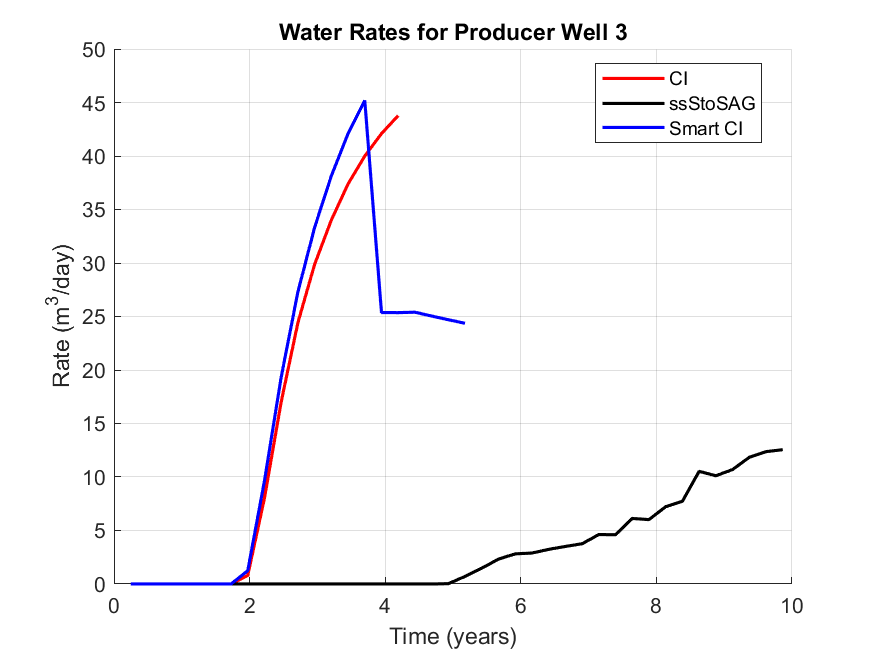 Water Rates for Producer Well 3
50
45
40
35
30
25
20
15
10
5
0
Rate (m³/day)
CI
ssStoSAG
Smart CI
0 2 4 6 8 10
Time (years)